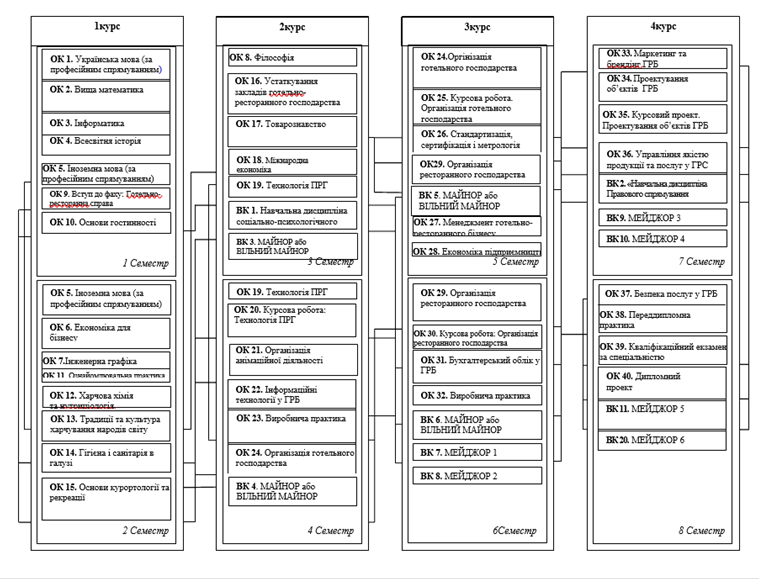 1курс
ОК 1. Українська мова (за
професійним спрямуванням)
ОК 2. Вища математика
ОК 3. Інформатика
ОК 4. Всесвітня історія
ОК 5. Іноземна мова (за
професійним спрямуванням)
ОК 9. Вступ до фаху: Готельно-
ресторанна справа
ОК 10. Основи гостинності
1 Семестр
ОК 5. Іноземна мова (за
професійним спрямуванням)
ОК 6. Економіка для
бізнесу
ОК 7.Інженерна графіка
ОК 11. Ознайомлювальна практика
ОК 12. Харчова хімія
та нутриціологія.
ОК 13. Традиції та культура
харчування народів світу
ОК 14. Гігієна і санітарія в
галузі
ОК 15. Основи курортології та
рекреації
2 Семестр
2курс
ОК 8. Філософія
ОК 16. Устаткування
закладів готельно-
ресторанного господарства
ОК 17. Товарознавство
ОК 18. Міжнародна
економіка
ОК 19. Технологія ПРГ
ВК 1. Навчальна дисципліна
соціально-психологічного
ВК 3. МАЙНОР або
ВІЛЬНИЙ МАЙНОР
3 Семестр
ОК 19. Технологія ПРГ
ОК 20. Курсова робота:
Технологія ПРГ
ОК 21. Організація
анімаційної діяльності
ОК 22. Інформаційні
технології у ГРБ
ОК 23. Виробнича практика
ОК 24. Організація готельного
господарства
ВК 4. МАЙНОР або
ВІЛЬНИЙ МАЙНОР
4 Семестр
3курс
ОК 24.Оргінізація
готельного господарства
ОК 25. Курсова робота.
Організація готельного
господарства
ОК 26. Стандартизація,
сертифікація і метрологія
ОК29. Організація
ресторанного господарства
ВК 5. МАЙНОР або
ВІЛЬНИЙ МАЙНОР
ОК 27. Менеджмент готельно-
ресторанного бізнесу
ОК 28. Економіка підприємницт
5 Семестр
ОК 29. Організація
ресторанного господарства
ОК 30. Курсова робота: Організація
ресторанного господарства
ОК 31. Бухгалтерський облік у
ГРБ
ОК 32. Виробнича практика
ВК 6. МАЙНОР або
ВІЛЬНИЙ МАЙНОР
ВК 7. МЕЙДЖОР 1
ВК 8. МЕЙДЖОР 2
6Семестр
4курс
ОК 33. Маркетинг та
брендінг ГРБ
ОК 34. Проектування
об’єктів ГРБ
ОК 35. Курсовий проект.
Проектування об’єктів ГРБ
ОК 36. Управління якістю
продукції та послуг у ГРС
ВК 2. «Навчальна дисципліна
Правового спрямування
ВК9. МЕЙДЖОР 3
ВК10. МЕЙДЖОР 4
7 Семестр
ОК 37. Безпека послуг у ГРБ
ОК 38. Переддипломна
практика
ОК 39. Кваліфікаційний екзамен
за спеціальністю
ОК 40. Дипломний
проект
ВК11. МЕЙДЖОР 5
ВК20. МЕЙДЖОР 6
8 Семестр